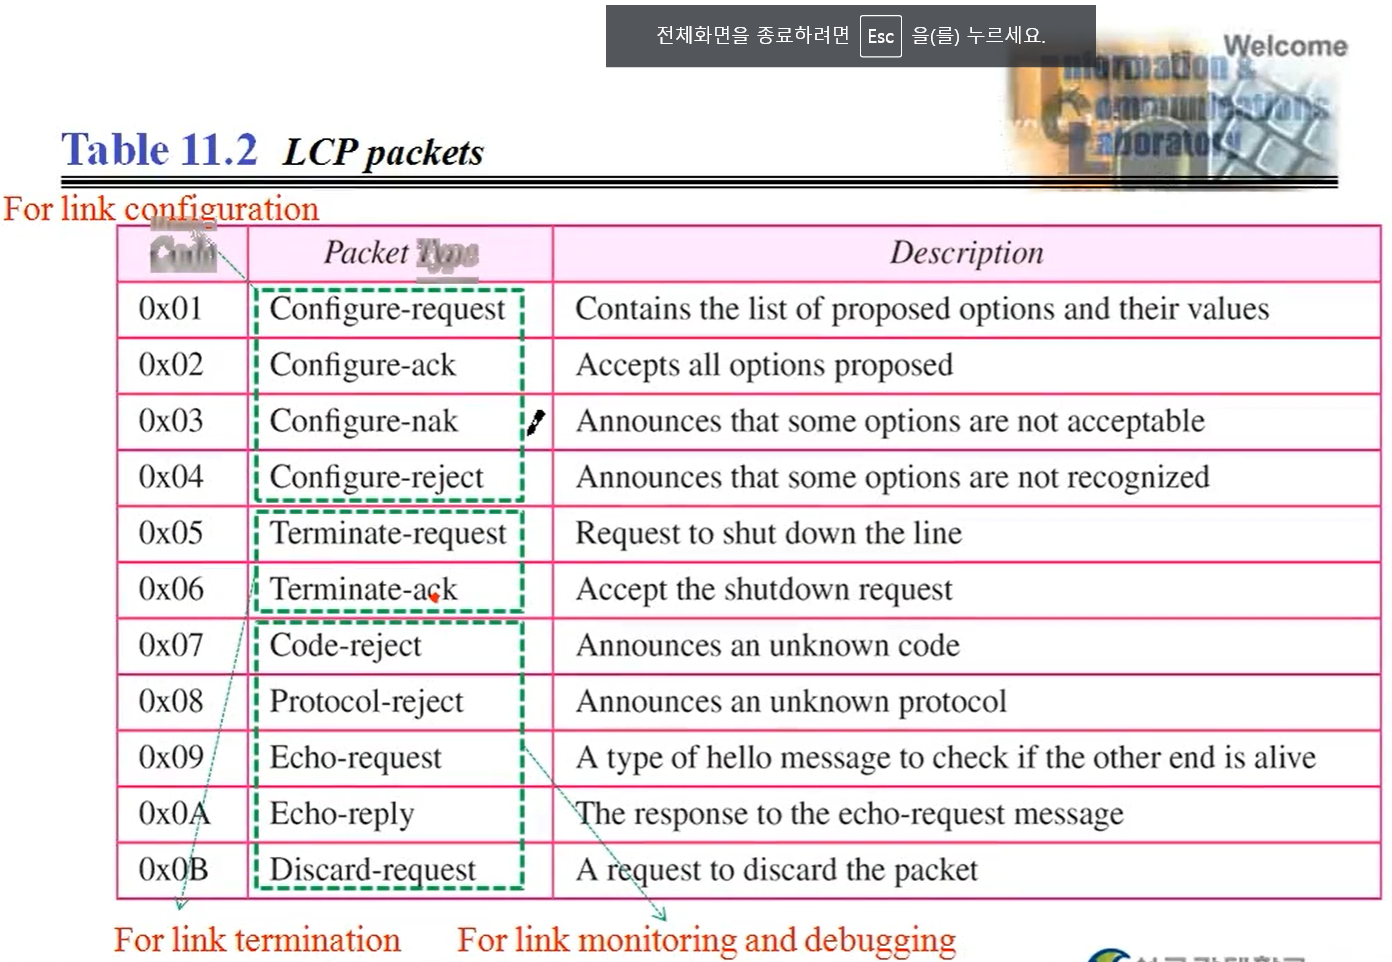 전체화면을 종료하려면 Esc 을(를) 누르세요.
Welcome
Information &
Communications
Laboratory
Table 11.2 LCP packets
For link configuration
Code Packet Type Description
0x01 Configure-request Contains the list of proposed options and their values
0x02 Configure-ack Accepts all options proposed
0x03 Configure-nak Announces that some options are not acceptable
0x04 Configure-reject Announces that some options are not recognized
0x05 Terminate-request Request to shut down the line
0x06 Terminate-ack Accept the shutdown request
0x07 Code-reject Announces an unknown code
0x08 Protocol-reject Announces an unknown protocol
0x09 Echo-request A type of hello message to check if the other end is alive
0x0A Echo-reply The response to the echo-request message
0x0B Discard-request A request to discard the packet
For link termination For link monitoring and debugging